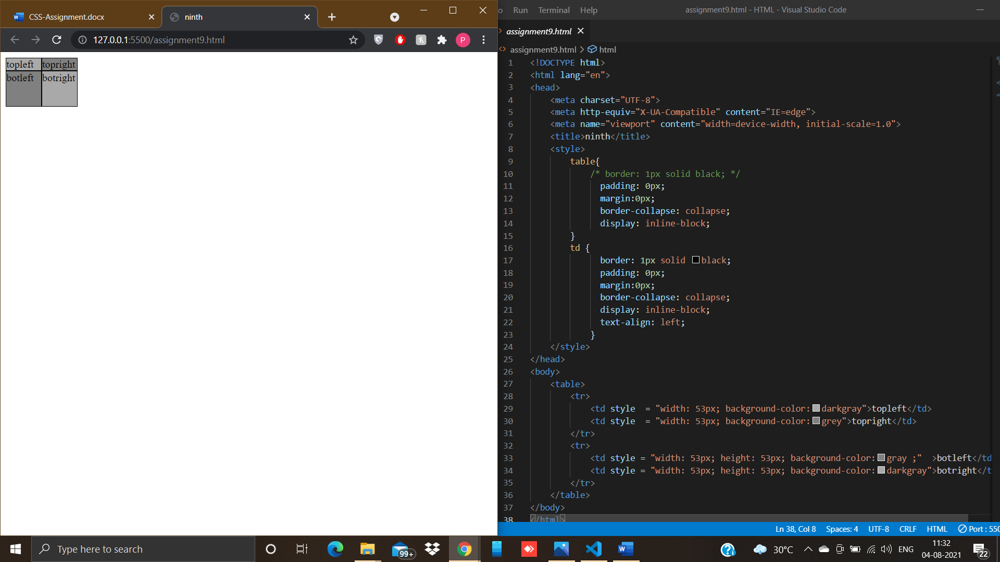 CSS-Assignment.docx
ninth
127.0.0.1:5500/assignment9.html
P
topleft topright
botleft botright
Run Terminal Help
assignment9.html - HTML - Visual Studio Code
assignment9.html
assignment9.html > html
1 <!DOCTYPE html>
2 <html lang="en">
3 <head>
4 <meta charset="UTF-8">
5 <meta http-equiv="X-UA-Compatible" content="IE=edge">
6 <meta name="viewport" content="width=device-width, initial-scale=1.0">
7 <title>ninth</title>
8 <style>
9 table{
10 /* border: 1px solid black; */
11 padding: 0px;
12 margin:0px;
13 border-collapse: collapse;
14 display: inline-block;
15 }
16 td {
17 border: 1px solid black;
18 padding: 0px;
19 margin:0px;
20 border-collapse: collapse;
21 display: inline-block;
22 text-align: left;
23 }
24 </style>
25 </head>
26 <body>
27 <table>
28 <tr>
29 <td style  = "width: 53px; background-color:darkgray">topleft</td>
30 <td style  = "width: 53px; background-color:grey">topright</td>
31 </tr>
32 <tr>
33 <td style = "width: 53px; height: 53px; background-color:gray ;"  >botleft</td
34 <td style = "width: 53px; height: 53px; background-color:darkgray">botright</t
35 </tr>
36 </table>
37 </body>
38 </html>
Ln 38, Col 8 Spaces: 4 UTF-8 CRLF HTML Port : 550
Type here to search
99+
30°C ENG
11:32
04-08-2021
22